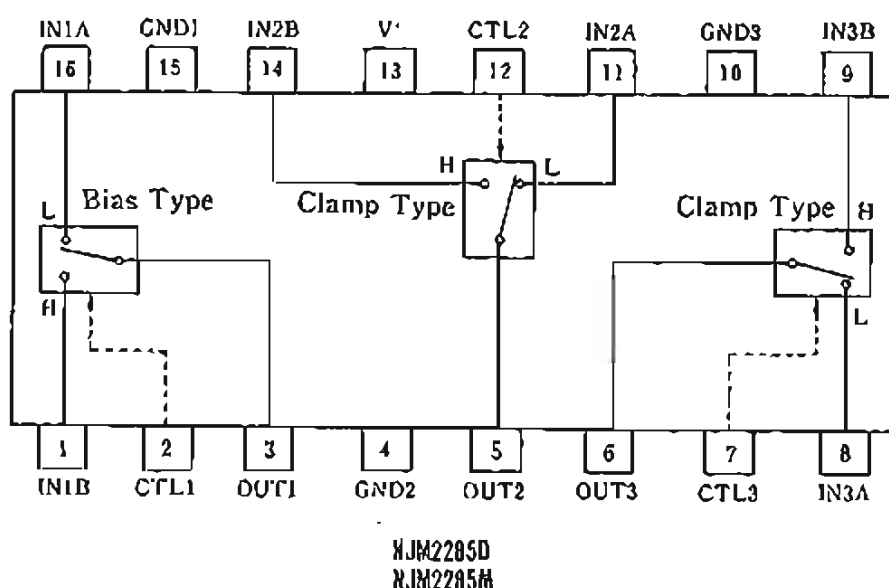 IN1A GND1 IN2B V+ CTL2 IN2A GND3 IN3B
16 15 14 13 12 11 10 9
H L
L Bias Type Clamp Type Clamp Type H
H L
1 2 3 4 5 6 7 8
IN1B CTL1 OUT1 GND2 OUT2 OUT3 CTL3 IN3A
NJM2285D
NJM2285M